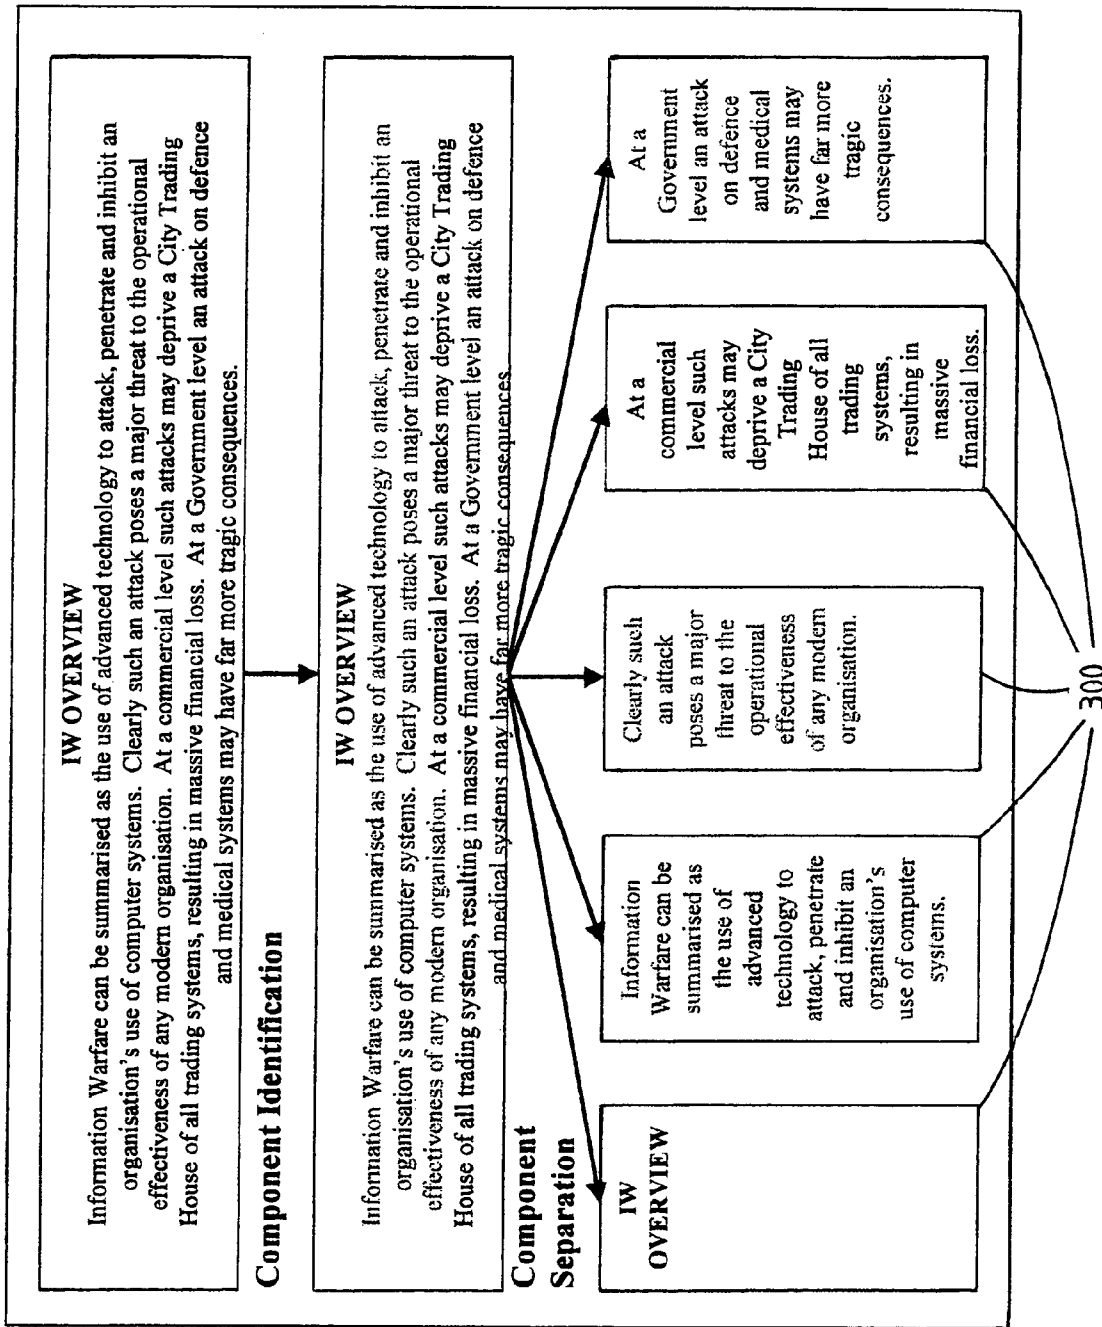 IW OVERVIEW
Information Warfare can be summarised as the use of advanced technology to attack, penetrate and inhibit an
organisation's use of computer systems. Clearly such an attack poses a major threat to the operational
effectiveness of any modern organisation. At a commercial level such attacks may deprive a City Trading
House of all trading systems, resulting in massive financial loss. At a Government level an attack on defence
and medical systems may have far more tragic consequences.
Component Identification
IW OVERVIEW
Information Warfare can be summarised as the use of advanced technology to attack, penetrate and inhibit an
organisation's use of computer systems. Clearly such an attack poses a major threat to the operational
effectiveness of any modern organisation. At a commercial level such attacks may deprive a City Trading
House of all trading systems, resulting in massive financial loss. At a Government level an attack on defence
and medical systems may have far more tragic consequences
Component
Separation
IW
OVERVIEW
Information
Warfare can be
summarised as
the use of
advanced
technology to
attack, penetrate
and inhibit an
organisation's
use of computer
systems.
Clearly such
an attack
poses a major
threat to the
operational
effectiveness
of any modern
organisation.
At a
commercial
level such
attacks may
deprive a City
Trading
House of all
trading
systems,
resulting in
massive
financial loss.
At a
Government
level an attack
on defence
and medical
systems may
have far more
tragic
consequences.
300